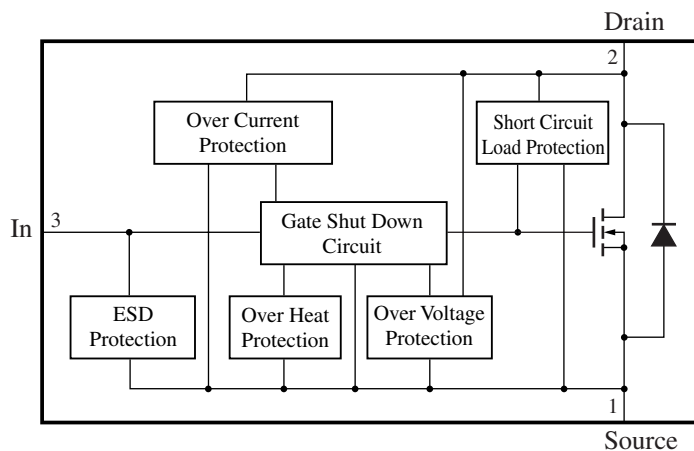 Drain
2
Over Current
Protection
Short Circuit
Load Protection
In
3
Gate Shut Down
Circuit
ESD
Protection
Over Heat
Protection
Over Voltage
Protection
1
Source